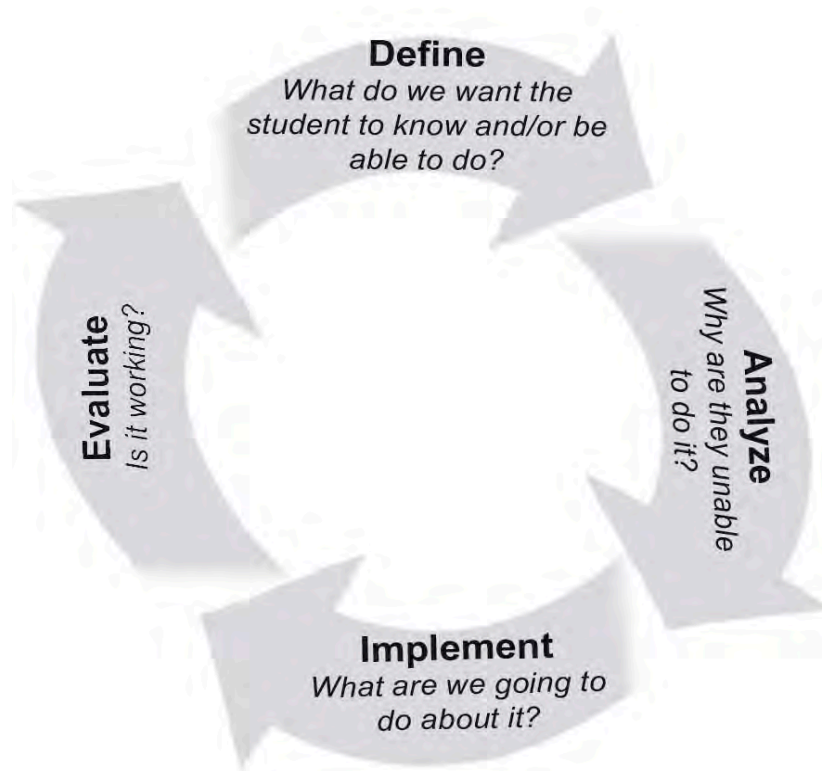 Define
What do we want the
student to know and/or be
able to do?
Analyze
Why are they unable
to do it?
Implement
What are we going to
do about it?
Evaluate
Is it working?